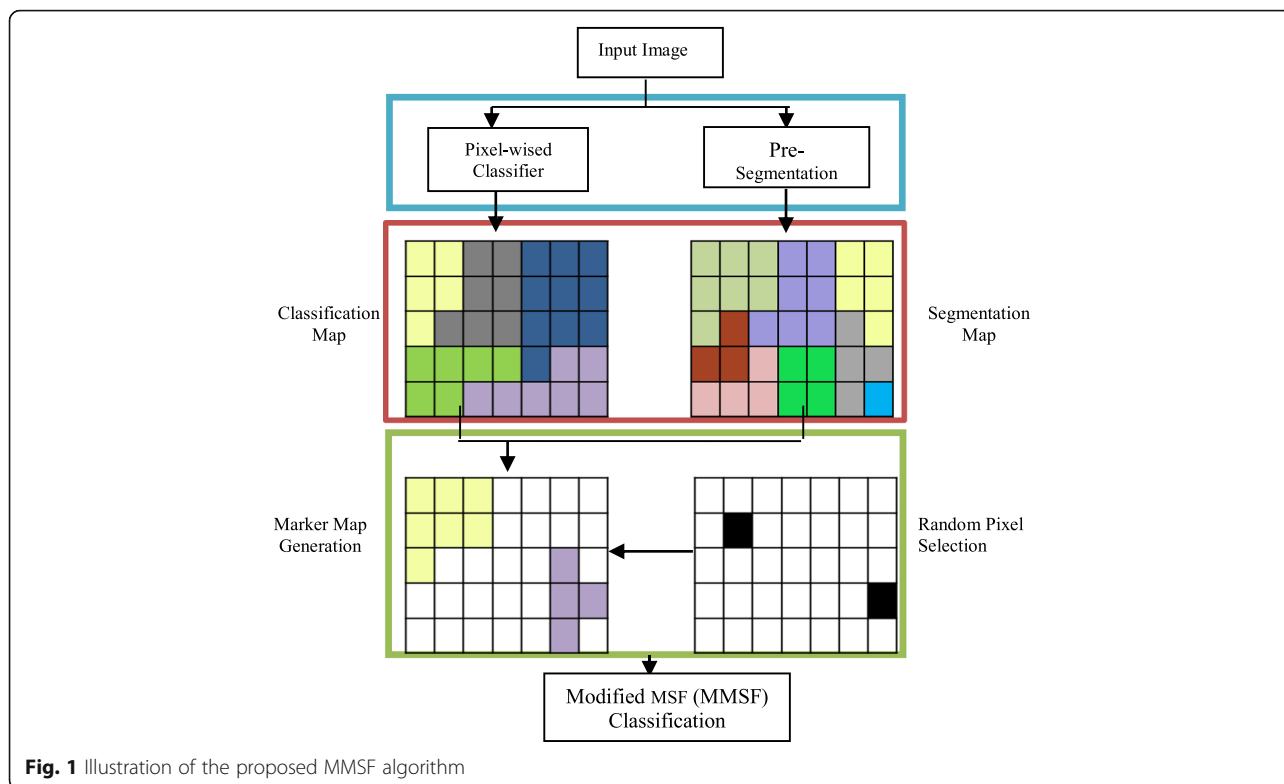 Input Image
Pixel-wised
Classifier
Pre-
Segmentation
Classification
Map
Segmentation
Map
Marker Map
Generation
Random Pixel
Selection
Modified MSF (MMSF)
Classification
Fig. 1 Illustration of the proposed MMSF algorithm